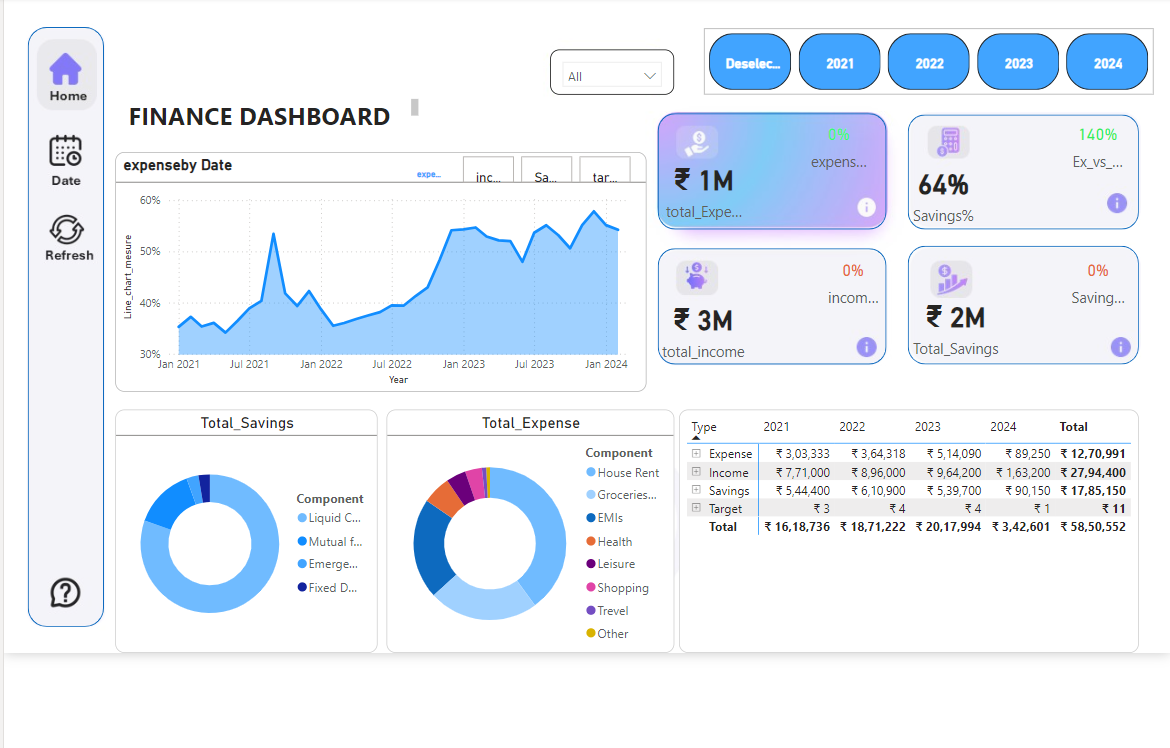 Home
Date
Refresh
All
Deselec...
2021
2022
2023
2024
FINANCE DASHBOARD
expenseby Date
expe...
inc...
Sa...
tar...
60%
50%
40%
30%
Line_chart_mesure
Jan 2021 Jul 2021 Jan 2022 Jul 2022 Jan 2023 Jul 2023 Jan 2024
Year
0%
expens...
₹ 1M
total_Expe...
140%
Ex_vs_...
64%
Savings%
0%
incom...
₹ 3M
total_income
0%
Saving...
₹ 2M
Total_Savings
Total_Savings
Component
Liquid C...
Mutual f...
Emerge...
Fixed D...
Total_Expense
Component
House Rent
Groceries...
EMIs
Health
Leisure
Shopping
Trevel
Other
Type 2021 2022 2023 2024 Total
Expense ₹ 3,03,333 ₹ 3,64,318 ₹ 5,14,090 ₹ 89,250 ₹ 12,70,991
Income ₹ 7,71,000 ₹ 8,96,000 ₹ 9,64,200 ₹ 1,63,200 ₹ 27,94,400
Savings ₹ 5,44,400 ₹ 6,10,900 ₹ 5,39,700 ₹ 90,150 ₹ 17,85,150
Target ₹ 3 ₹ 4 ₹ 4 ₹ 1 ₹ 11
Total ₹ 16,18,736 ₹ 18,71,222 ₹ 20,17,994 ₹ 3,42,601 ₹ 58,50,552